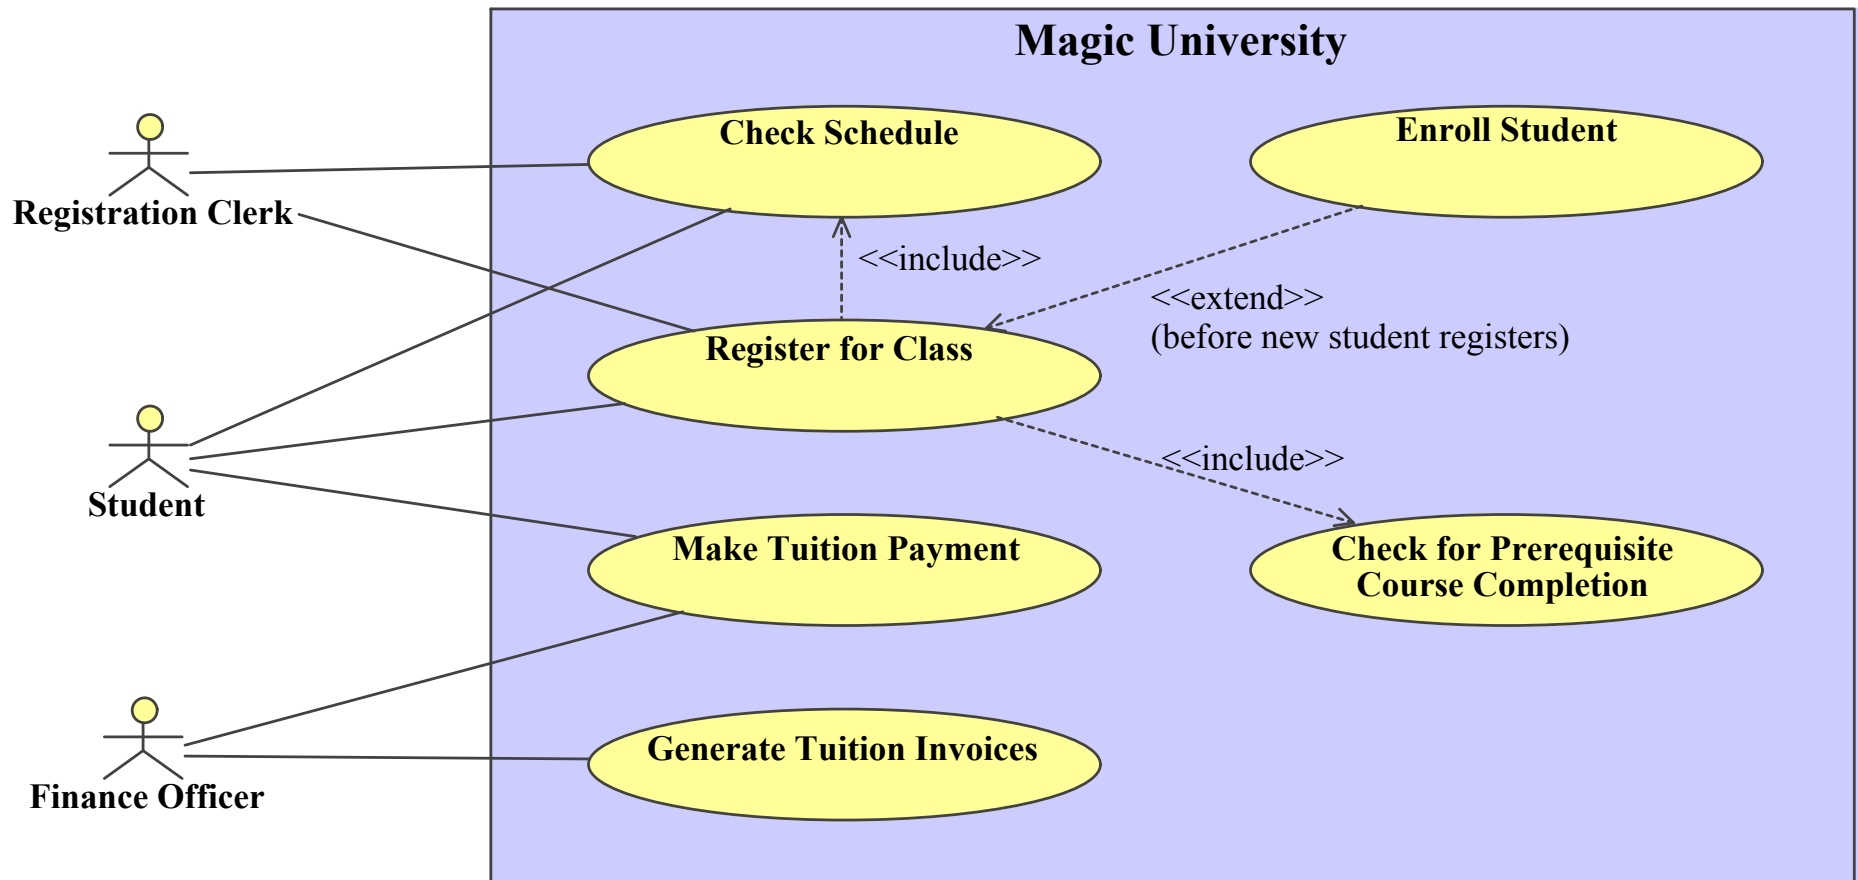 Magic University
Check Schedule
Enroll Student
Registration Clerk
<<include>>
<<extend>>
(before new student registers)
Register for Class
<<include>>
Student
Make Tuition Payment
Check for Prerequisite
Course Completion
Generate Tuition Invoices
Finance Officer